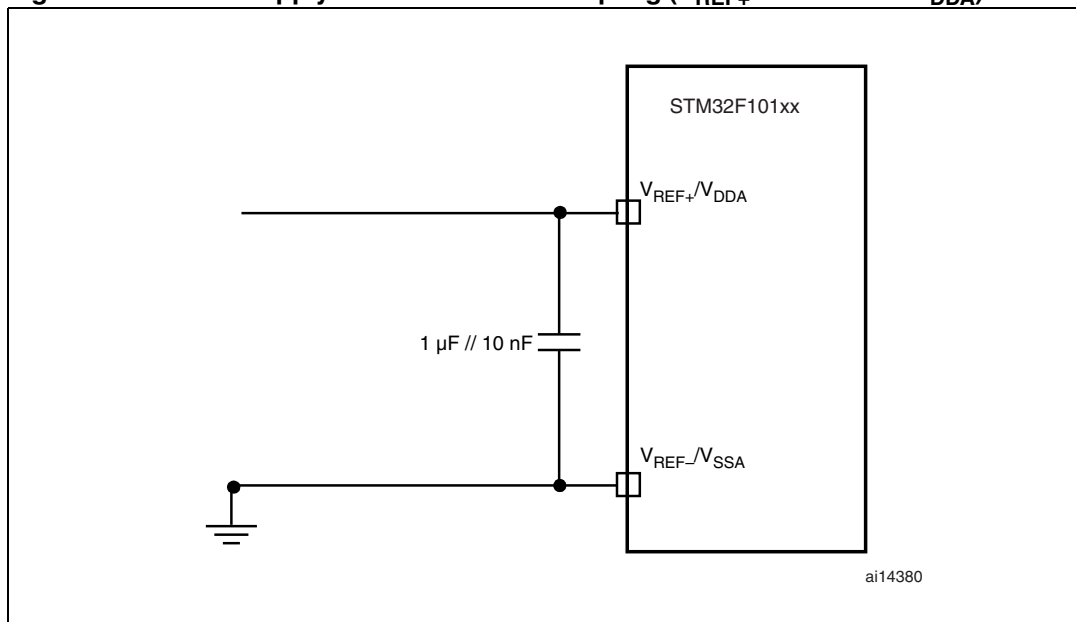 STM32F101xx
VREF+/VDDA
1 µF // 10 nF
VREF–/VSSA
ai14380